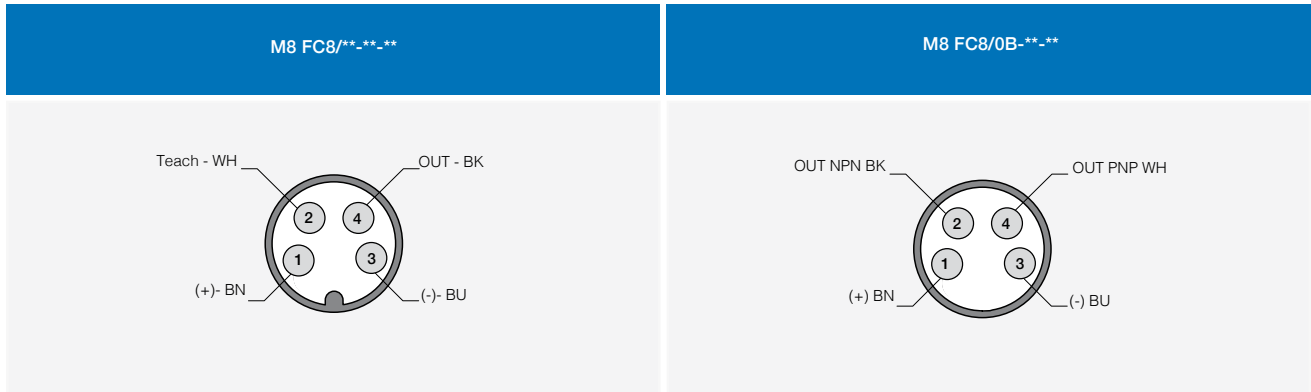 M8 FC8/**-**-**
M8 FC8/0B-**-**
Teach - WH
OUT - BK
2
4
1
3
(+)- BN
(-)- BU
OUT NPN BK
OUT PNP WH
2
4
1
3
(+) BN
(-) BU